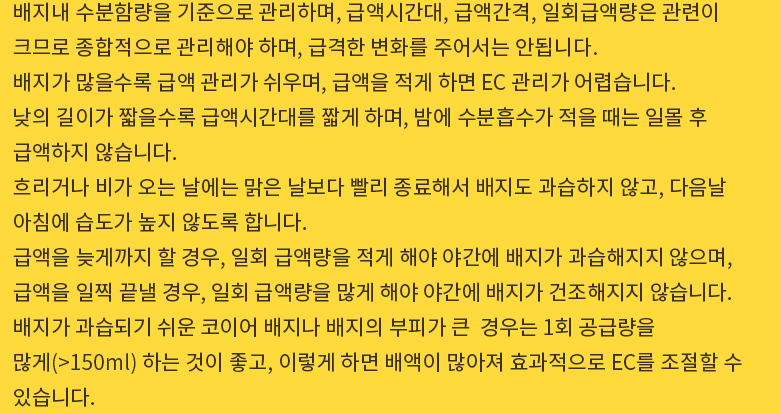 배지내 수분함량을 기준으로 관리하며, 급액시간대, 급액간격, 일회급액량은 관련이
크므로 종합적으로 관리해야 하며, 급격한 변화를 주어서는 안됩니다.
배지가 많을수록 급액 관리가 쉬우며, 급액을 적게 하면 EC 관리가 어렵습니다.
낮의 길이가 짧을수록 급액시간대를 짧게 하며, 밤에 수분흡수가 적을 때는 일몰 후
급액하지 않습니다.
흐리거나 비가 오는 날에는 맑은 날보다 빨리 종료해서 배지도 과습하지 않고, 다음날
아침에 습도가 높지 않도록 합니다.
급액을 늦게까지 할 경우, 일회 급액량을 적게 해야 야간에 배지가 과습해지지 않으며,
급액을 일찍 끝낼 경우, 일회 급액량을 많게 해야 야간에 배지가 건조해지지 않습니다.
배지가 과습되기 쉬운 코이어 배지나 배지의 부피가 큰  경우는 1회 공급량을
많게(>150ml) 하는 것이 좋고, 이렇게 하면 배액이 많아져 효과적으로 EC를 조절할 수
있습니다.